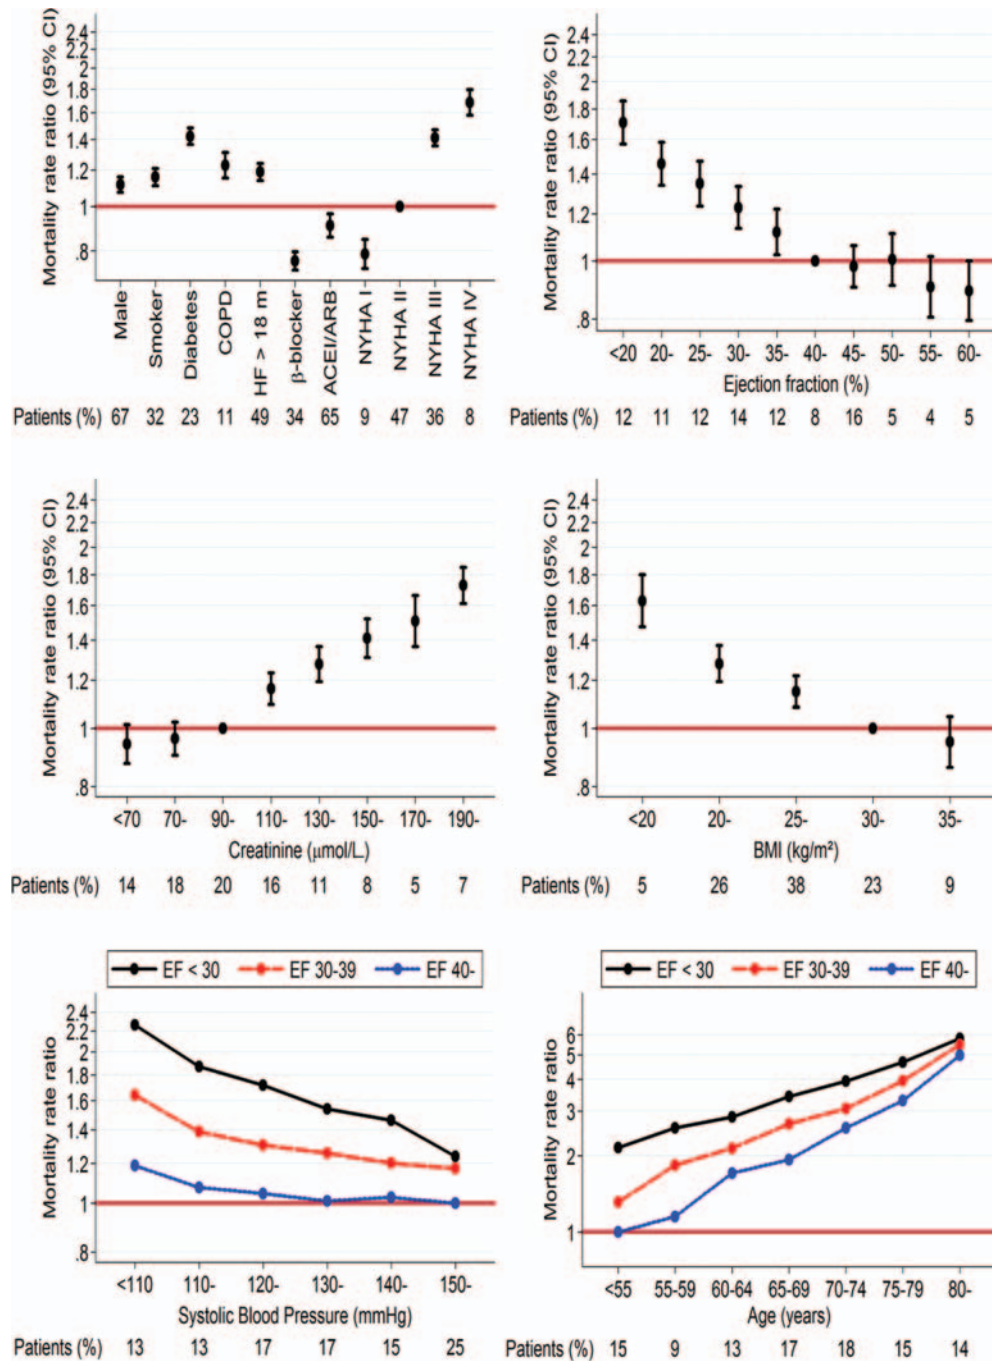 Mortality rate ratio (95% CI)
2.4
2.2
2
1.8
1.6
1.4
1.2
1
.8
Male
Smoker
Diabetes
COPD
HF > 18 m
β-blocker
ACEI/ARB
NYHA I
NYHA II
NYHA III
NYHA IV
Patients (%) 67 32 23 11 49 34 65 9 47 36 8
Mortality rate ratio (95% CI)
2.4
2.2
2
1.8
1.6
1.4
1.2
1
.8
<20 20- 25- 30- 35- 40- 45- 50- 55- 60-
Ejection fraction (%)
Patients (%) 12 11 12 14 12 8 16 5 4 5
Mortality rate ratio (95% CI)
2.4
2.2
2
1.8
1.6
1.4
1.2
1
.8
<70 70- 90- 110- 130- 150- 170- 190-
Creatinine (μmol/L.)
Patients (%) 14 18 20 16 11 8 5 7
Mortality rate ratio (95% CI)
2.4
2.2
2
1.8
1.6
1.4
1.2
1
.8
<20 20- 25- 30- 35-
BMI (kg/m²)
Patients (%) 5 26 38 23 9
EF < 30 EF 30-39 EF 40-
Mortality rate ratio
2.4
2.2
2
1.8
1.6
1.4
1.2
1
.8
<110 110- 120- 130- 140- 150-
Systolic Blood Pressure (mmHg)
Patients (%) 13 13 17 17 15 25
EF < 30 EF 30-39 EF 40-
Mortality rate ratio
6
5
4
3
2
1
<55 55-59 60-64 65-69 70-74 75-79 80-
Age (years)
Patients (%) 15 9 13 17 18 15 14